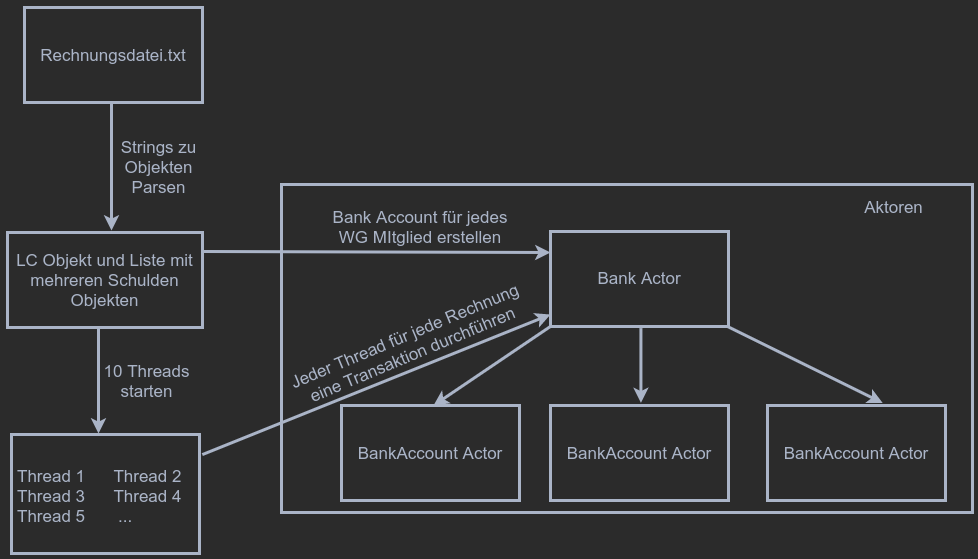 Rechnungsdatei.txt
Strings zu
Objekten
Parsen
Aktoren
Bank Account für jedes
WG MItglied erstellen
LC Objekt und Liste mit
mehreren Schulden
Objekten
Bank Actor
Jeder Thread für jede Rechnung
eine Transaktion durchführen
10 Threads
starten
BankAccount Actor
BankAccount Actor
BankAccount Actor
Thread 1 Thread 2
Thread 3 Thread 4
Thread 5 ...